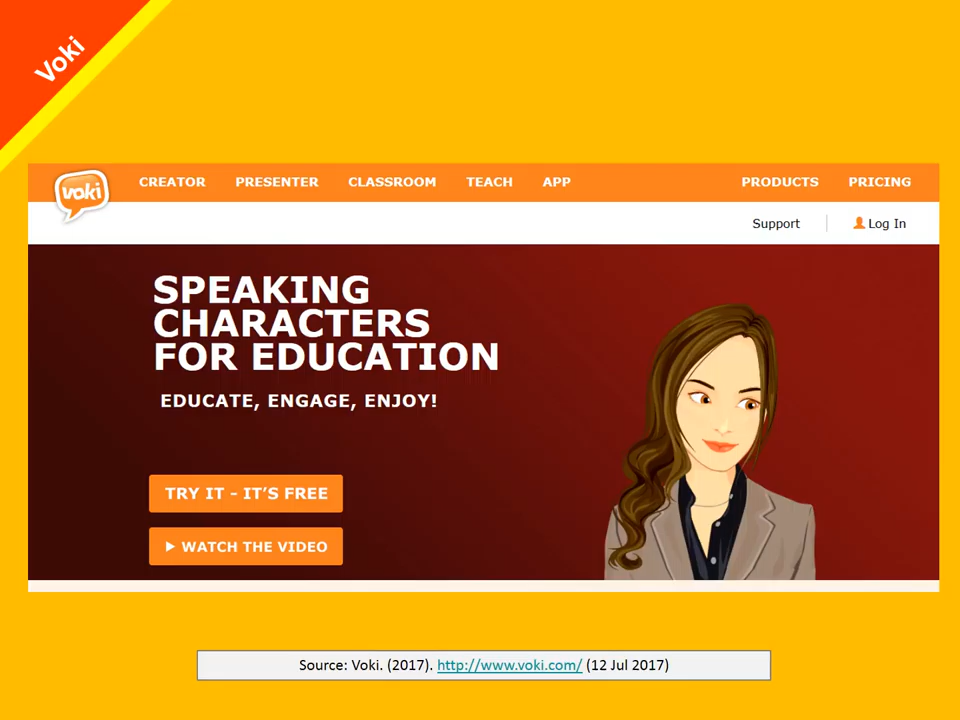 Voki
voki
CREATOR PRESENTER CLASSROOM TEACH APP PRODUCTS PRICING
Support Log In
SPEAKING
CHARACTERS
FOR EDUCATION
EDUCATE, ENGAGE, ENJOY!
TRY IT - IT'S FREE
WATCH THE VIDEO
Source: Voki. (2017). http://www.voki.com/ (12 Jul 2017)